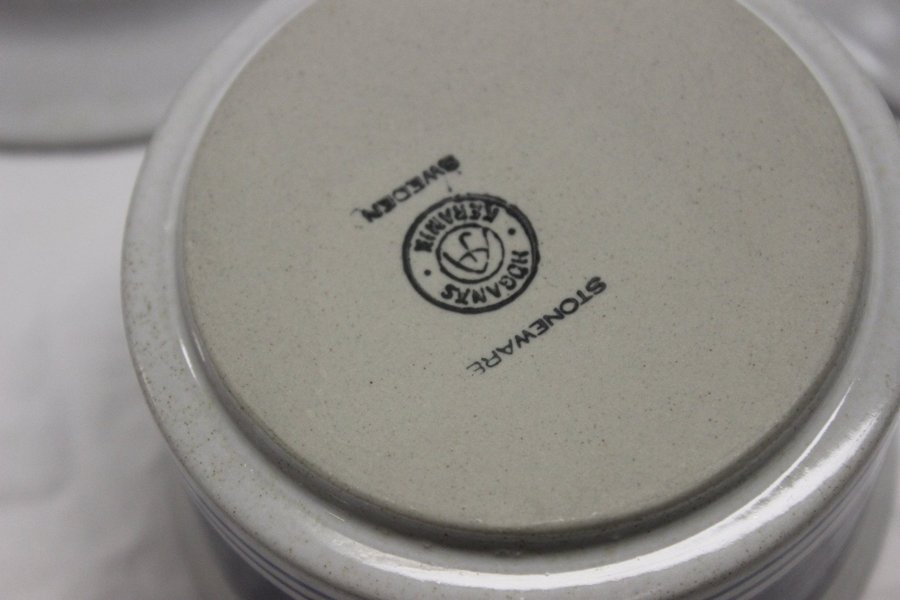 STONEWARE
HÖGANÄS
KERAMIK
SWEDEN